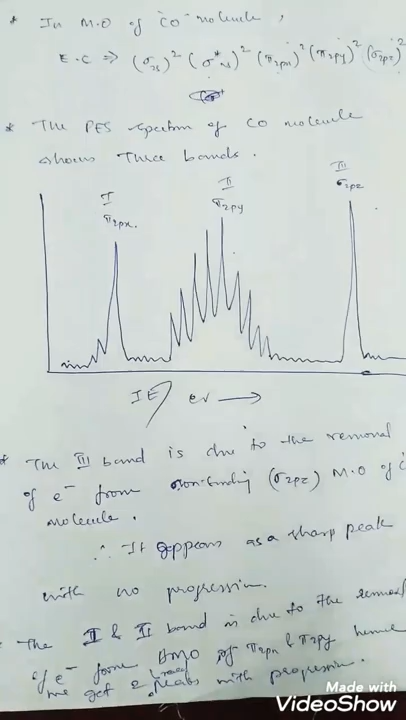 * In M.O of CO molecule,
E.C ⇒ (σ2s)² (σ*2s)² (π2px)² (π2py)² (σ2pz)²
* The PES spectrum of CO molecule
shows three bands.
I II III
π2px. π2py σ2pz
IE/ ev →
* The III band is due to the removal
of e⁻ from non-bonding (σ2pz) M.O of
molecule.
∴ It appears as a sharp peak
with no progression.
The I & II band is due to the removal
of e⁻ from BMO of π2px & π2py hence
we get 2 broad peaks with progression.
Made with
VideoShow